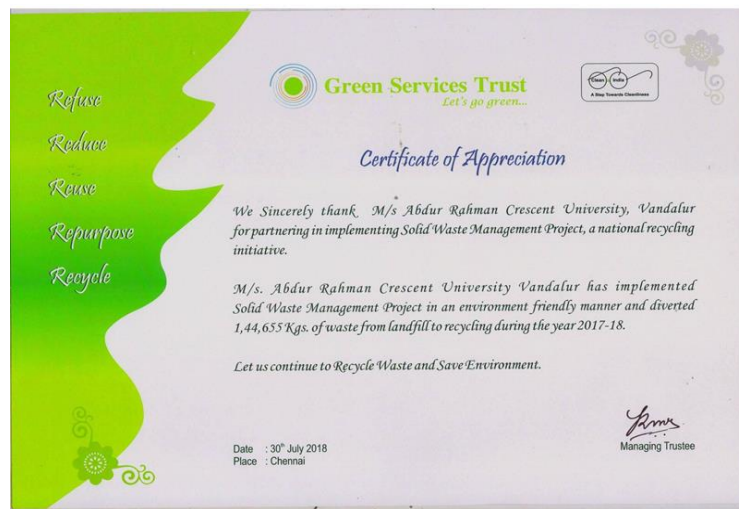 Refuse
Reduce
Reuse
Repurpose
Recycle
Green Services Trust
Let's go green...
Clean India
A Step Towards Cleanliness
Certificate of Appreciation
We Sincerely thank M/s Abdur Rahman Crescent University, Vandalur
for partnering in implementing Solid Waste Management Project, a national recycling
initiative.
M/s. Abdur Rahman Crescent University Vandalur has implemented
Solid Waste Management Project in an environment friendly manner and diverted
1,44,655 Kgs. of waste from landfill to recycling during the year 2017-18.
Let us continue to Recycle Waste and Save Environment.
Managing Trustee
Date : 30th July 2018
Place : Chennai